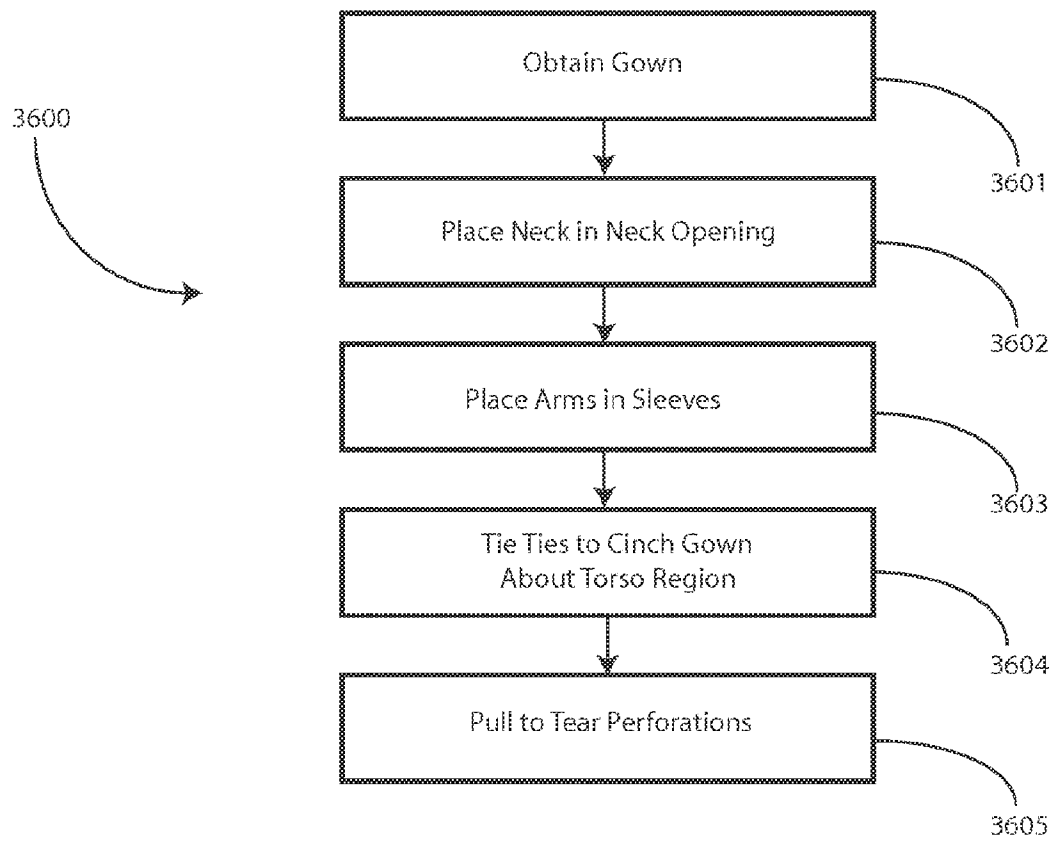 Obtain Gown
3600
3601
Place Neck in Neck Opening
3602
Place Arms in Sleeves
3603
Tie Ties to Cinch Gown
About Torso Region
3604
Pull to Tear Perforations
3605